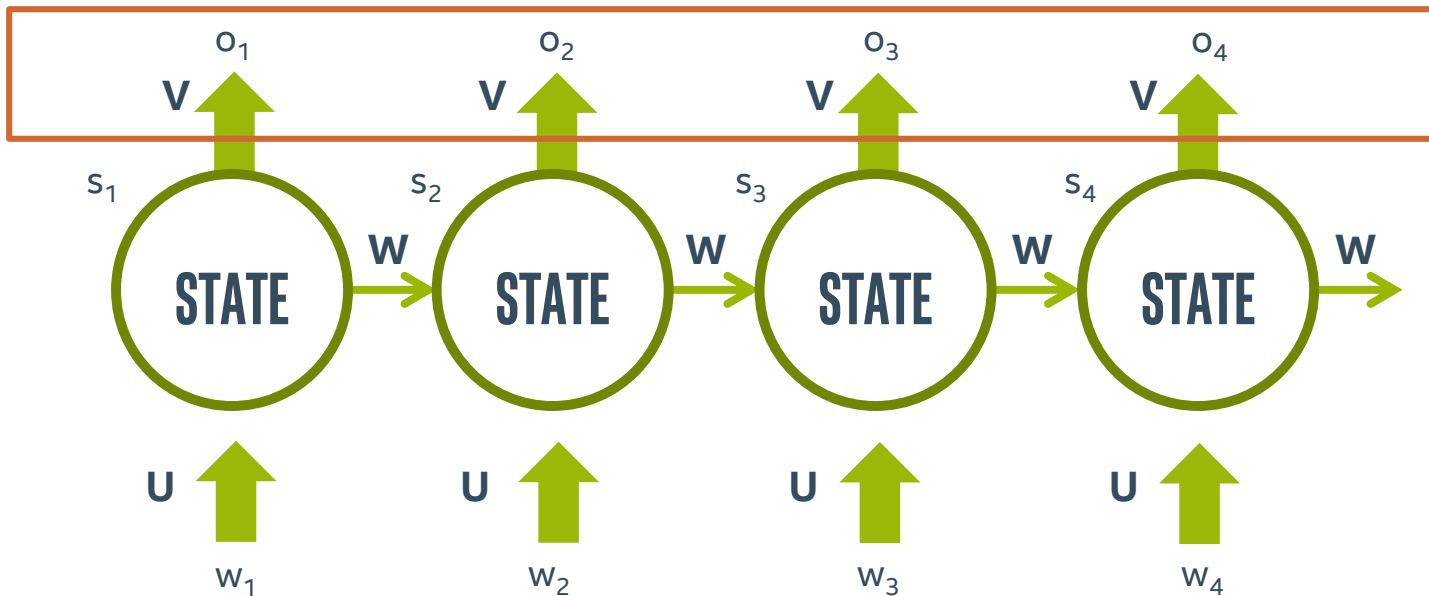 o₁ o₂ o₃ o₄
V V V V
s₁ s₂ s₃ s₄
W W W W
STATE STATE STATE STATE
U U U U
w₁ w₂ w₃ w₄